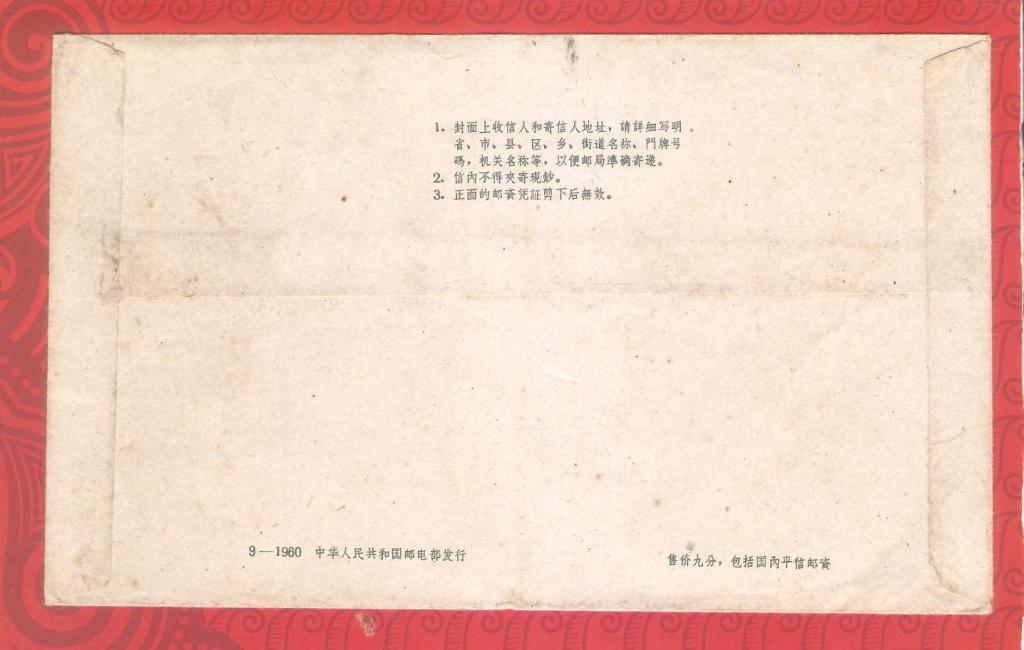 1. 封面上收信人和寄信人地址，請詳細写明
省、市、县、区、乡、街道名称、門牌号
碼，机关名称等，以便邮局準确寄递。
2. 信內不得夾寄現鈔。
3. 正面的邮資凭証剪下后無效。
9—1960 中华人民共和国邮电部发行
售价九分，包括国內平信邮資